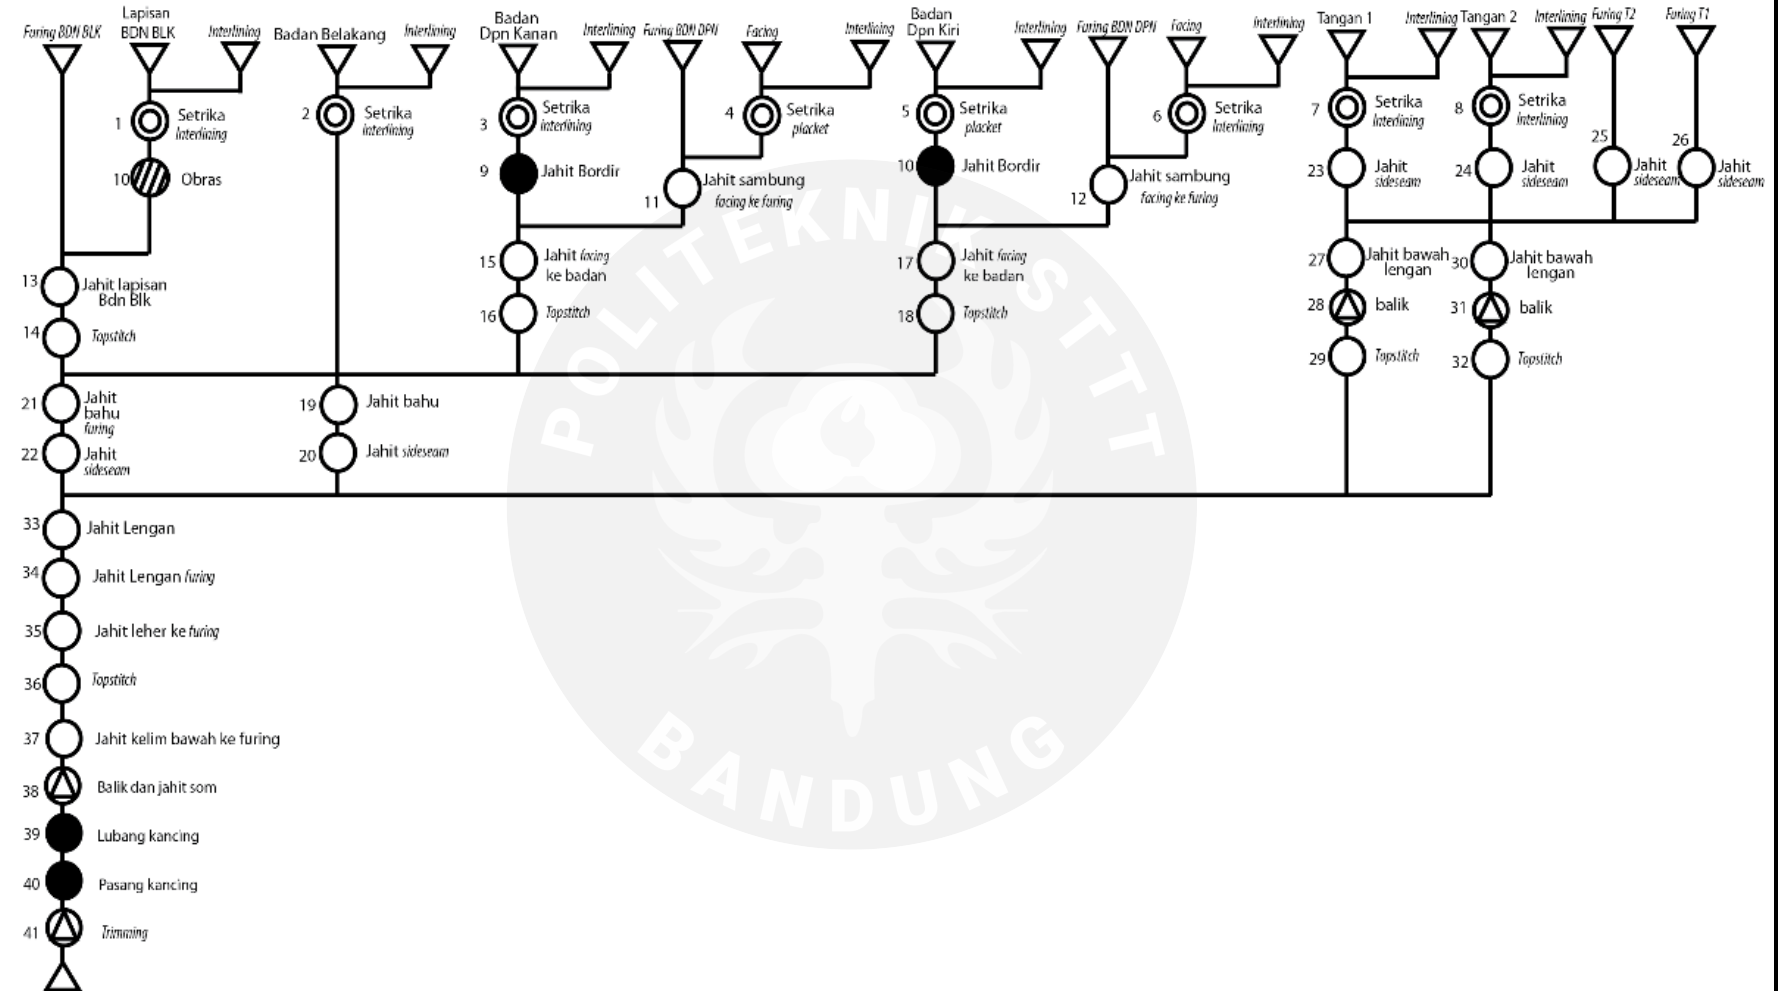 Furing BDN BLK
Lapisan
BDN BLK
Interlining
Badan Belakang
Interlining
Badan
Dpn Kanan
Interlining
Furing BDN DPN
Facing
Interlining
Badan
Dpn Kiri
Interlining
Furing BDN DPN
Facing
Interlining
Tangan 1
Interlining
Tangan 2
Interlining
Furing T2
Furing T1
1
Setrika
Interlining
2
Setrika
interlining
3
Setrika
interlining
4
Setrika
placket
5
Setrika
placket
6
Setrika
Interlining
7
Setrika
Interlining
8
Setrika
Interlining
10
Obras
9
Jahit Bordir
11
Jahit sambung
facing ke furing
10
Jahit Bordir
12
Jahit sambung
facing ke furing
23
Jahit
sideseam
24
Jahit
sideseam
25
Jahit
sideseam
26
Jahit
sideseam
13
Jahit lapisan
Bdn Blk
14
Topstitch
15
Jahit facing
ke badan
16
Topstitch
17
Jahit facing
ke badan
18
Topstitch
27
Jahit bawah
lengan
28
balik
29
Topstitch
30
Jahit bawah
lengan
31
balik
32
Topstitch
21
Jahit
bahu
furing
22
Jahit
sideseam
19
Jahit bahu
20
Jahit sideseam
33
Jahit Lengan
34
Jahit Lengan furing
35
Jahit leher ke furing
36
Topstitch
37
Jahit kelim bawah ke furing
38
Balik dan jahit som
39
Lubang kancing
40
Pasang kancing
41
Trimming
POLITEKNIK STTT
BANDUNG